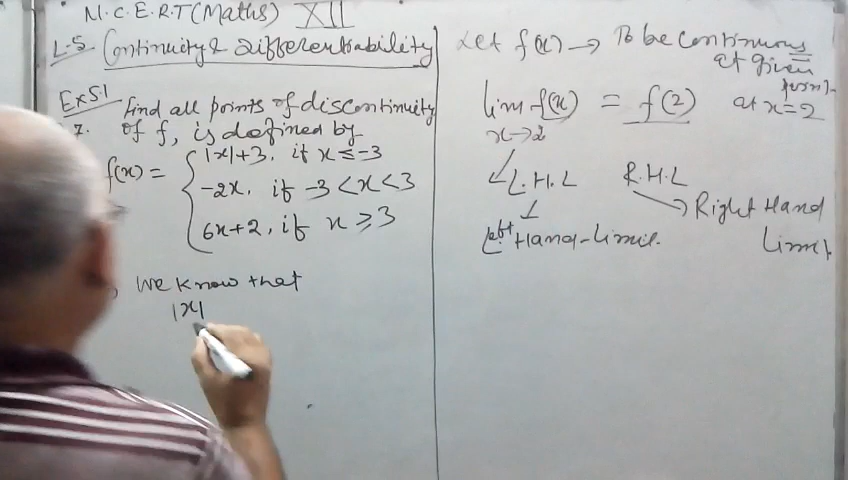 N.C.E.R.T (Maths) XII
L-5. Continuity & Differentiability
Ex 5.1 Find all points of discontinuity
7. of f, is defined by
f(x) = { |x|+3, if x ≤ -3
-2x, if -3 < x < 3
6x+2, if x ≥ 3
We know that
|x|
Let f(x) → To be continuous
at given
point
lim f(x) = f(2) at x=2
x→2
L.H.L R.H.L
Right Hand
Left Hand Limit.
Limit